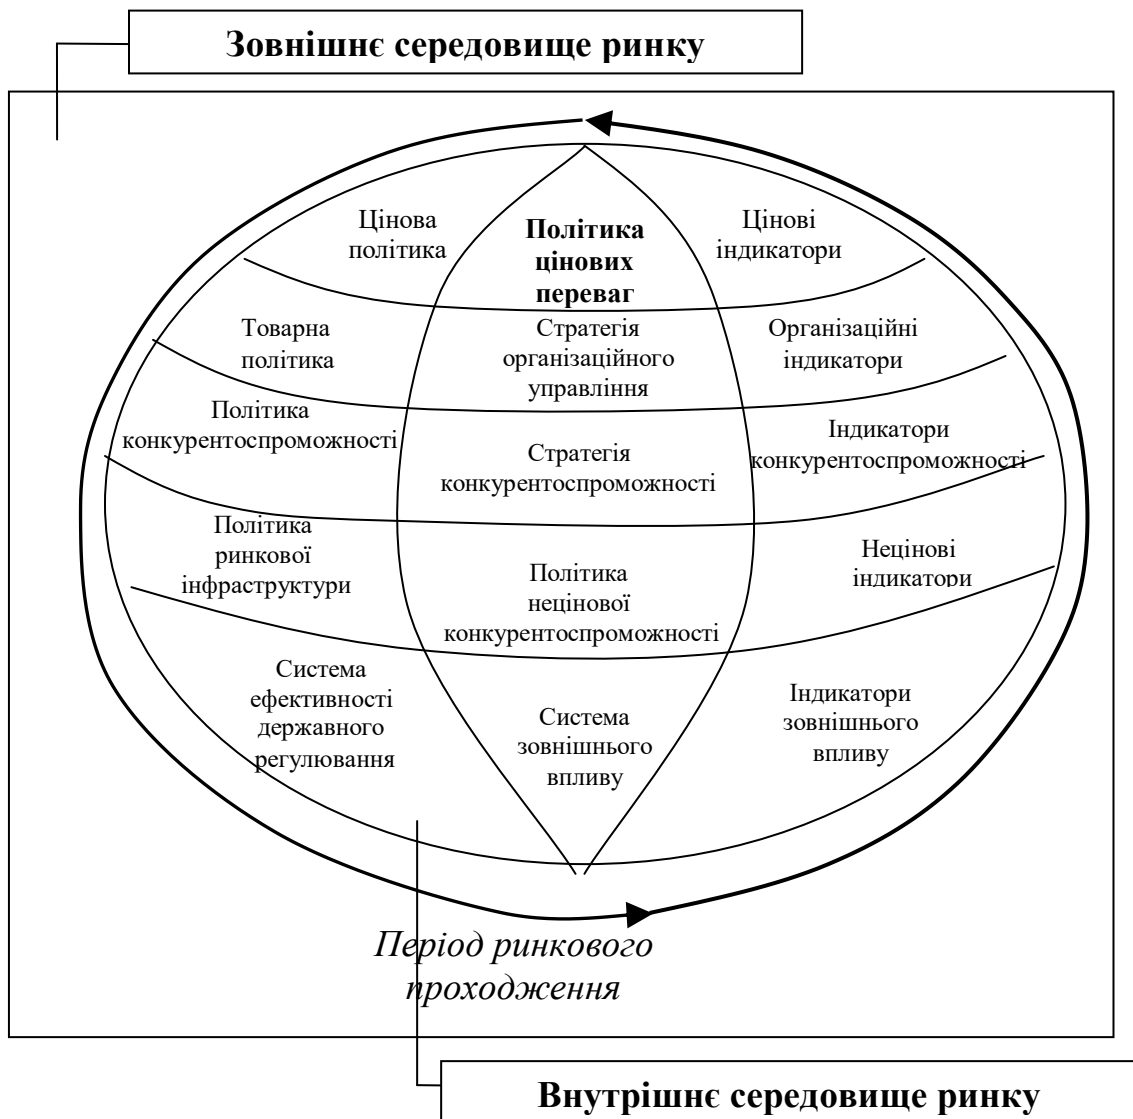 Зовнішнє середовище ринку
Цінова
політика
Політика
цінових
переваг
Цінові
індикатори
Товарна
політика
Стратегія
організаційного
управління
Організаційні
індикатори
Політика
конкурентоспроможності
Стратегія
конкурентоспроможності
Індикатори
конкурентоспроможності
Політика
ринкової
інфраструктури
Політика
нецінової
конкурентоспроможності
Нецінові
індикатори
Система
ефективності
державного
регулювання
Система
зовнішнього
впливу
Індикатори
зовнішнього
впливу
Період ринкового
проходження
Внутрішнє середовище ринку